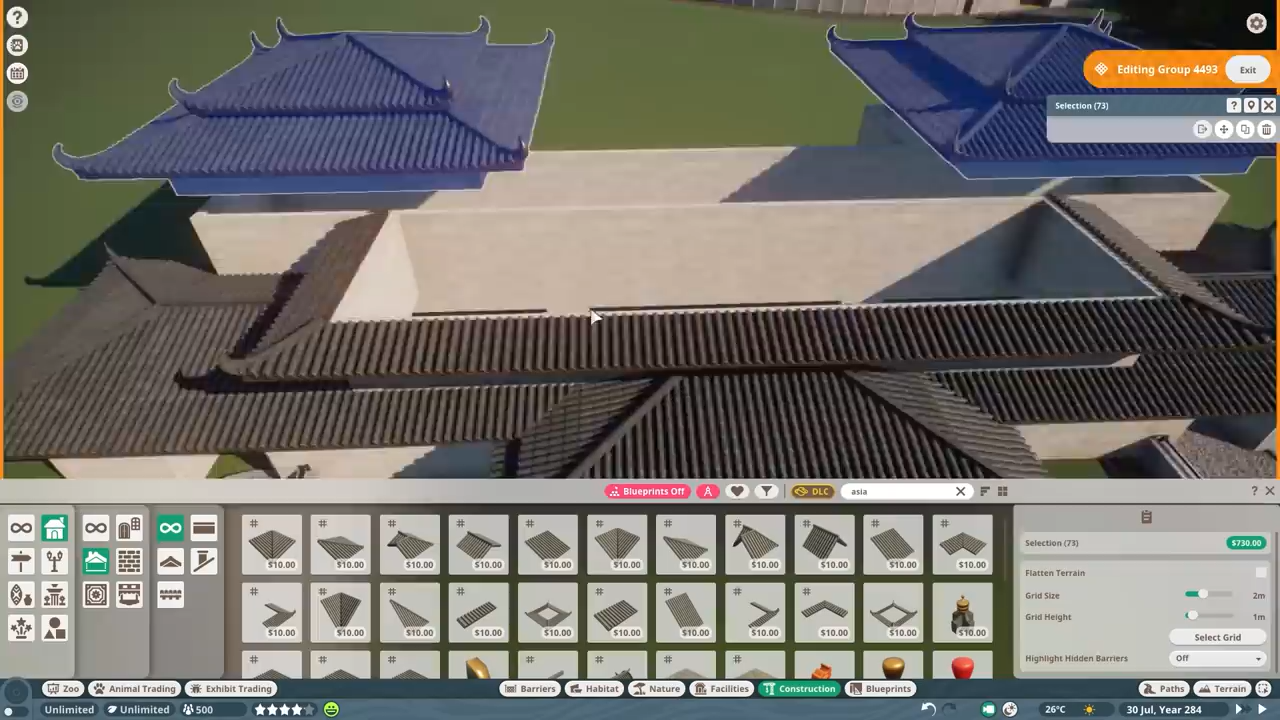 Editing Group 4493
Exit
Selection (73)
Blueprints Off
DLC
asia
$10.00 $10.00 $10.00 $10.00 $10.00 $10.00 $10.00 $10.00 $10.00 $10.00 $10.00
$10.00 $10.00 $10.00 $10.00 $10.00 $10.00 $10.00 $10.00 $10.00 $10.00 $10.00
Selection (73)
$730.00
Flatten Terrain
Grid Size
2m
Grid Height
1m
Select Grid
Highlight Hidden Barriers
Off
Zoo
Animal Trading
Exhibit Trading
Barriers
Habitat
Nature
Facilities
Construction
Blueprints
Paths
Terrain
Unlimited
Unlimited
500
26°C
30 Jul, Year 284